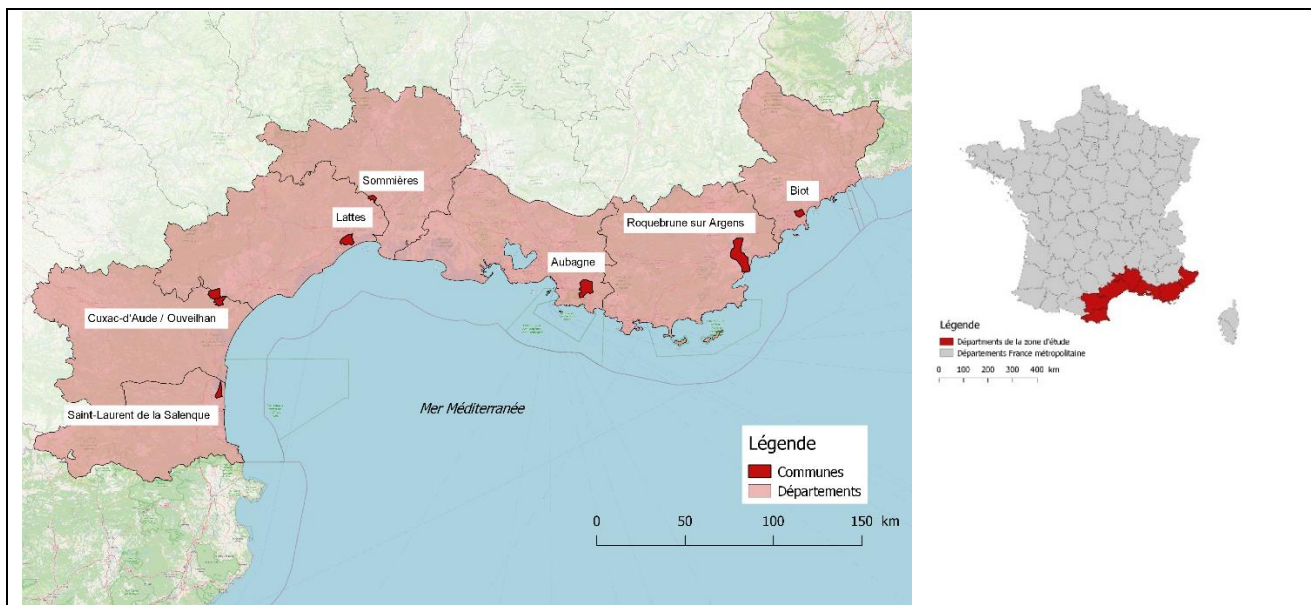 Sommières
Biot
Lattes
Roquebrune sur Argens
Aubagne
Cuxac-d'Aude / Ouveilhan
Saint-Laurent de la Salenque
Mer Méditerranée
Légende
Communes
Départements
0 50 100 150 km
Légende
Départments de la zone d'étude
Départements France métropolitaine
0 100 200 300 400 km